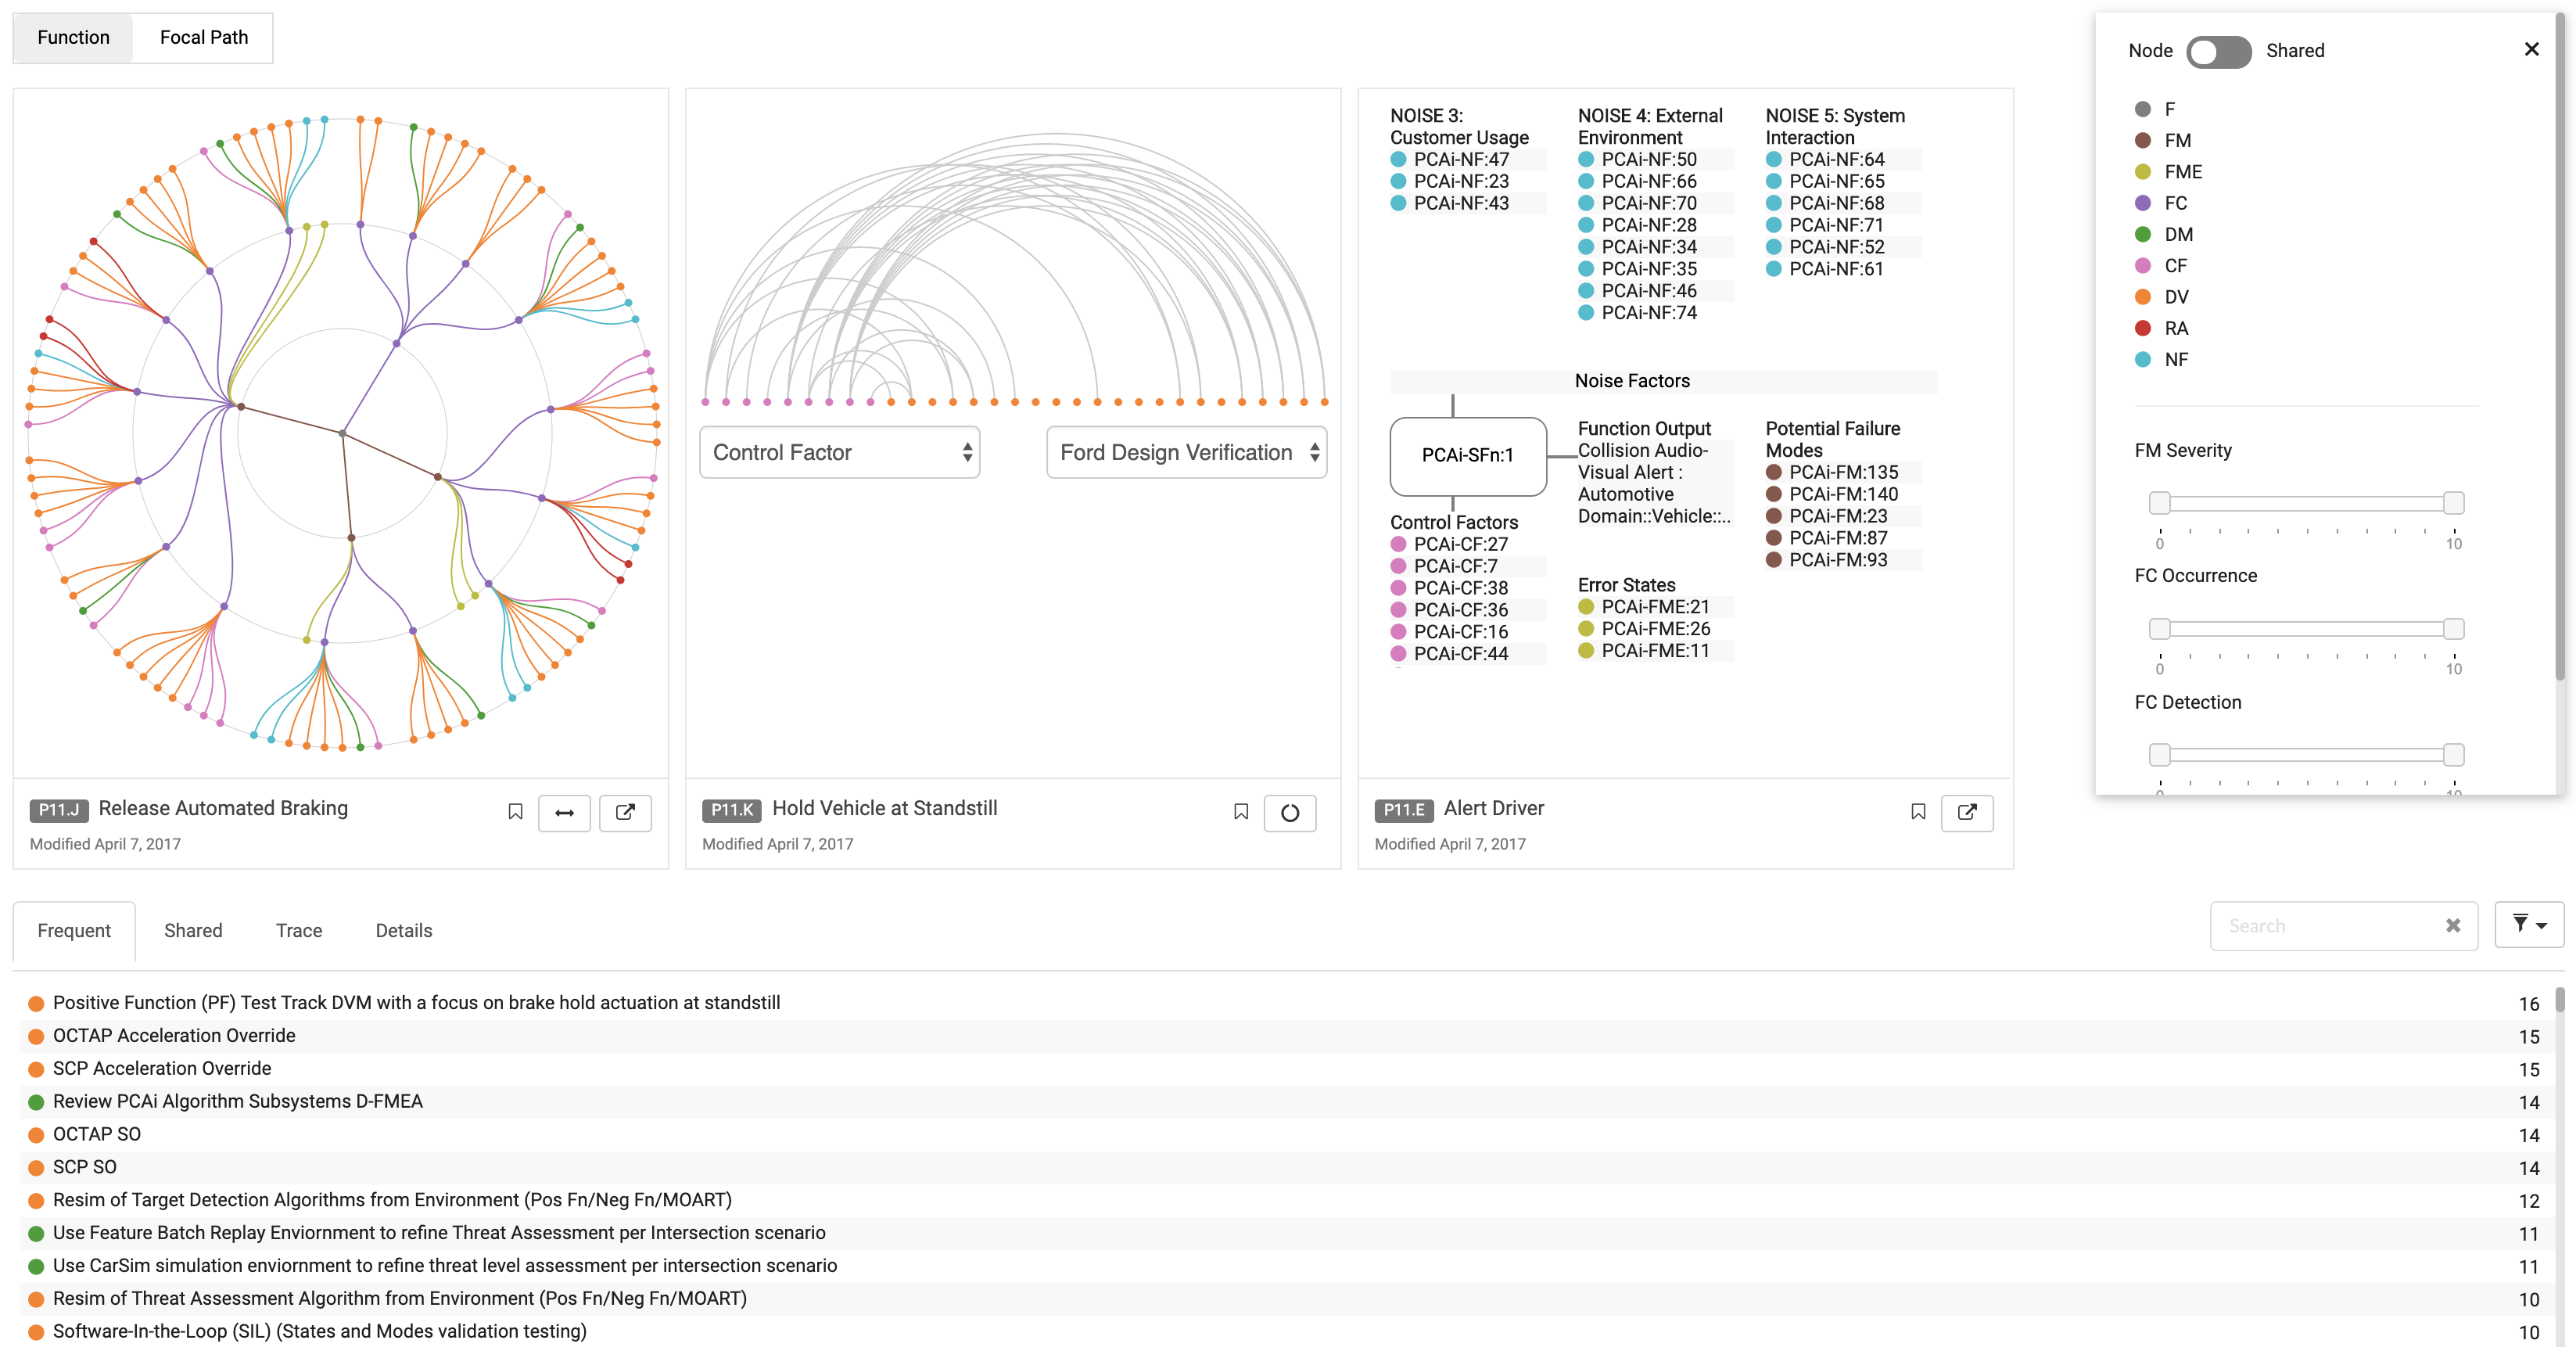 Function
Focal Path
NOISE 3:
Customer Usage
PCAi-NF:47
PCAi-NF:23
PCAi-NF:43
NOISE 4: External
Environment
PCAi-NF:50
PCAi-NF:66
PCAi-NF:70
PCAi-NF:28
PCAi-NF:34
PCAi-NF:35
PCAi-NF:46
PCAi-NF:74
NOISE 5: System
Interaction
PCAi-NF:64
PCAi-NF:65
PCAi-NF:68
PCAi-NF:71
PCAi-NF:52
PCAi-NF:61
Noise Factors
PCAi-SFn:1
Function Output
Collision Audio-
Visual Alert :
Automotive
Domain::Vehicle::..
Potential Failure
Modes
PCAi-FM:135
PCAi-FM:140
PCAi-FM:23
PCAi-FM:87
PCAi-FM:93
Control Factors
PCAi-CF:27
PCAi-CF:7
PCAi-CF:38
PCAi-CF:36
PCAi-CF:16
PCAi-CF:44
Error States
PCAi-FME:21
PCAi-FME:26
PCAi-FME:11
Control Factor
Ford Design Verification
P11.J Release Automated Braking
Modified April 7, 2017
P11.K Hold Vehicle at Standstill
Modified April 7, 2017
P11.E Alert Driver
Modified April 7, 2017
Node
Shared
F
FM
FME
FC
DM
CF
DV
RA
NF
FM Severity
0 10
FC Occurrence
0 10
FC Detection
0 10
Frequent
Shared
Trace
Details
Search
Positive Function (PF) Test Track DVM with a focus on brake hold actuation at standstill 16
OCTAP Acceleration Override 15
SCP Acceleration Override 15
Review PCAi Algorithm Subsystems D-FMEA 14
OCTAP SO 14
SCP SO 14
Resim of Target Detection Algorithms from Environment (Pos Fn/Neg Fn/MOART) 12
Use Feature Batch Replay Enviornment to refine Threat Assessment per Intersection scenario 11
Use CarSim simulation enviornment to refine threat level assessment per intersection scenario 11
Resim of Threat Assessment Algorithm from Environment (Pos Fn/Neg Fn/MOART) 10
Software-In-the-Loop (SIL) (States and Modes validation testing) 10